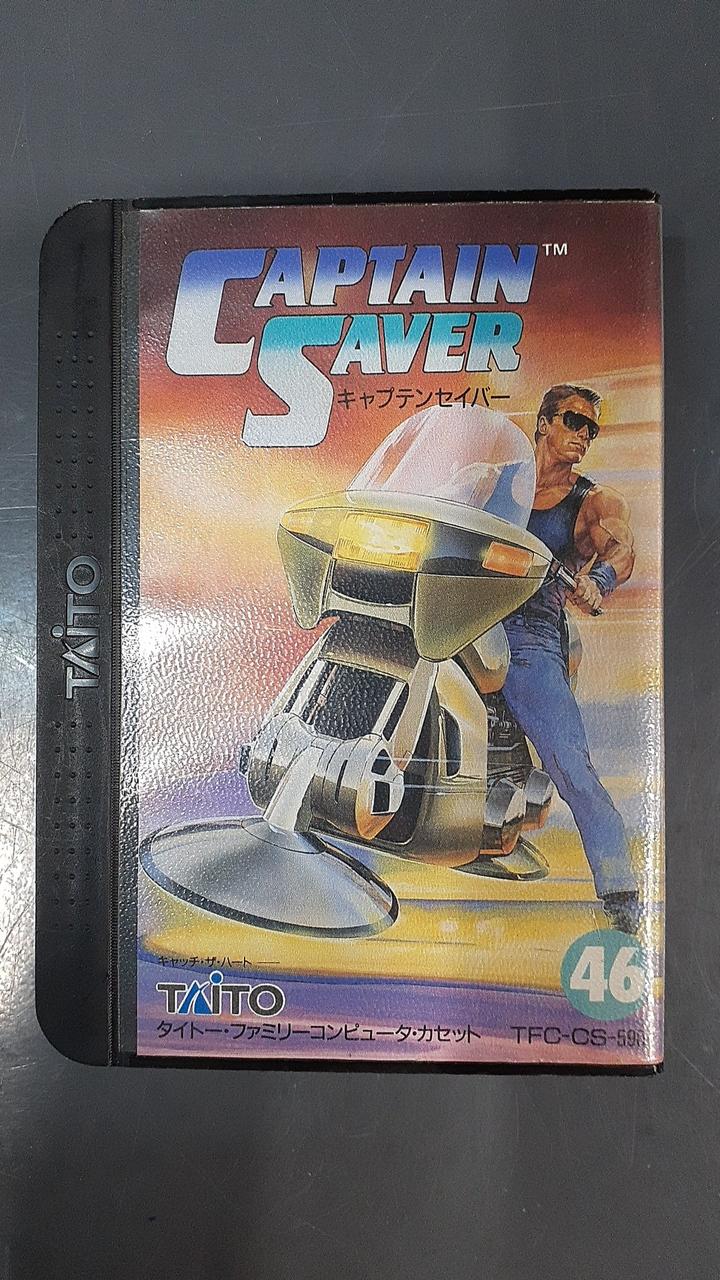 CAPTAIN™
SAVER
キャプテンセイバー
TAITO
46
キャッチ・ザ・ハート
TAITO
タイトー・ファミリーコンピュータ・カセット TFC-CS-